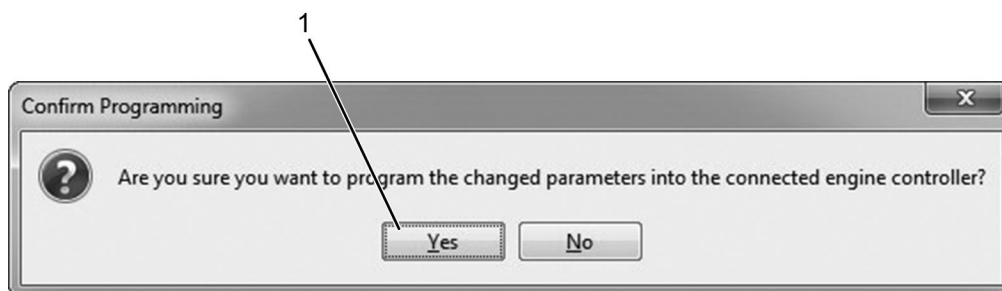 1
Confirm Programming
Are you sure you want to program the changed parameters into the connected engine controller?
Yes No